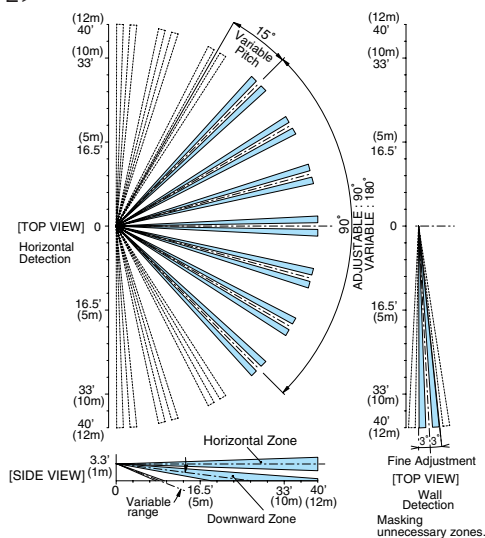 (12m)
40'
(10m)
33'
(5m)
16.5'
[TOP VIEW] 0
Horizontal
Detection
16.5'
(5m)
33'
(10m)
40'
(12m)
15°
Variable
Pitch
90°
ADJUSTABLE : 90°
VARIABLE : 180°
(12m)
40'
(10m)
33'
(5m)
16.5'
0
16.5'
(5m)
33'
(10m)
40'
(12m)
3° 3°
Fine Adjustment
[TOP VIEW]
Wall
Detection
Masking
unnecessary zones.
Horizontal Zone
3.3'
(1m)
[SIDE VIEW]
0 16.5' 33' 40'
(5m) (10m) (12m)
Variable
range
Downward Zone